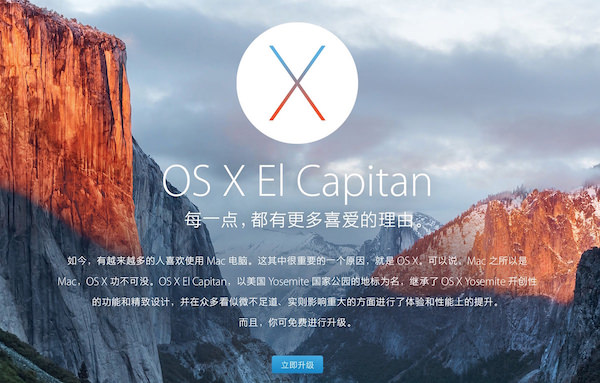 OS X El Capitan
每一点，都有更多喜爱的理由。
如今，有越来越多的人喜欢使用 Mac 电脑。这其中很重要的一个原因，就是 OS X。可以说，Mac 之所以是
Mac，OS X 功不可没。OS X El Capitan，以美国 Yosemite 国家公园的地标为名，继承了 OS X Yosemite 开创性
的功能和精致设计，并在众多看似微不足道、实则影响重大的方面进行了体验和性能上的提升。
而且，你可免费进行升级。
立即升级